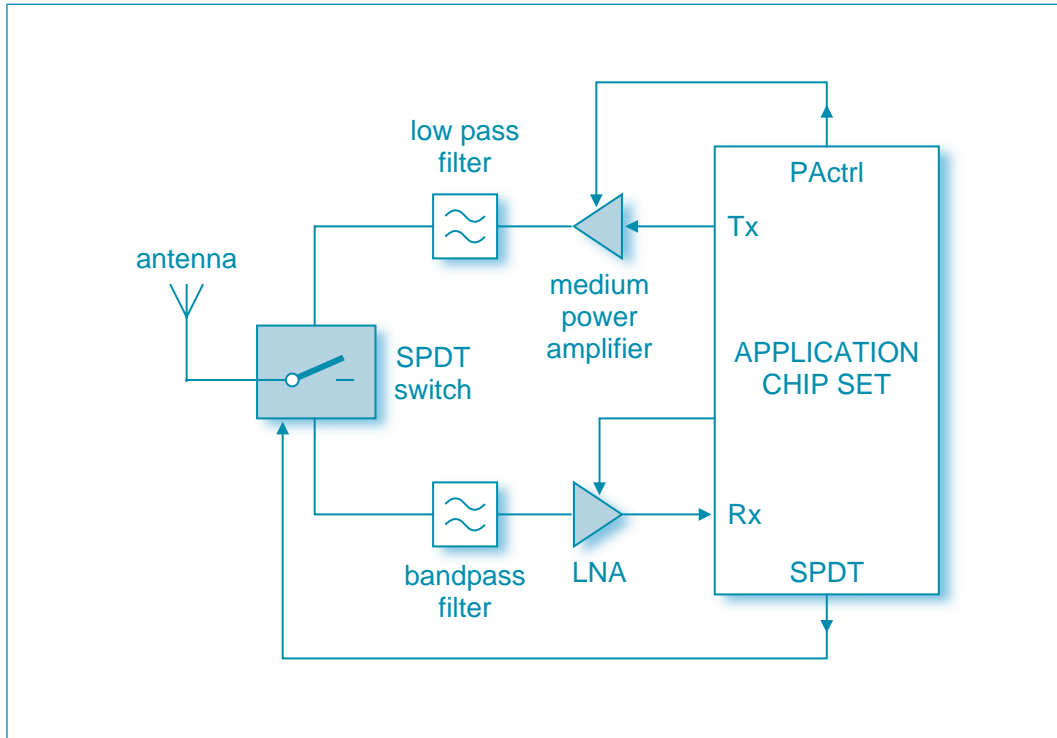 low pass
filter
PActrl
Tx
antenna
medium
power
amplifier
SPDT
switch
APPLICATION
CHIP SET
Rx
bandpass
filter
LNA
SPDT